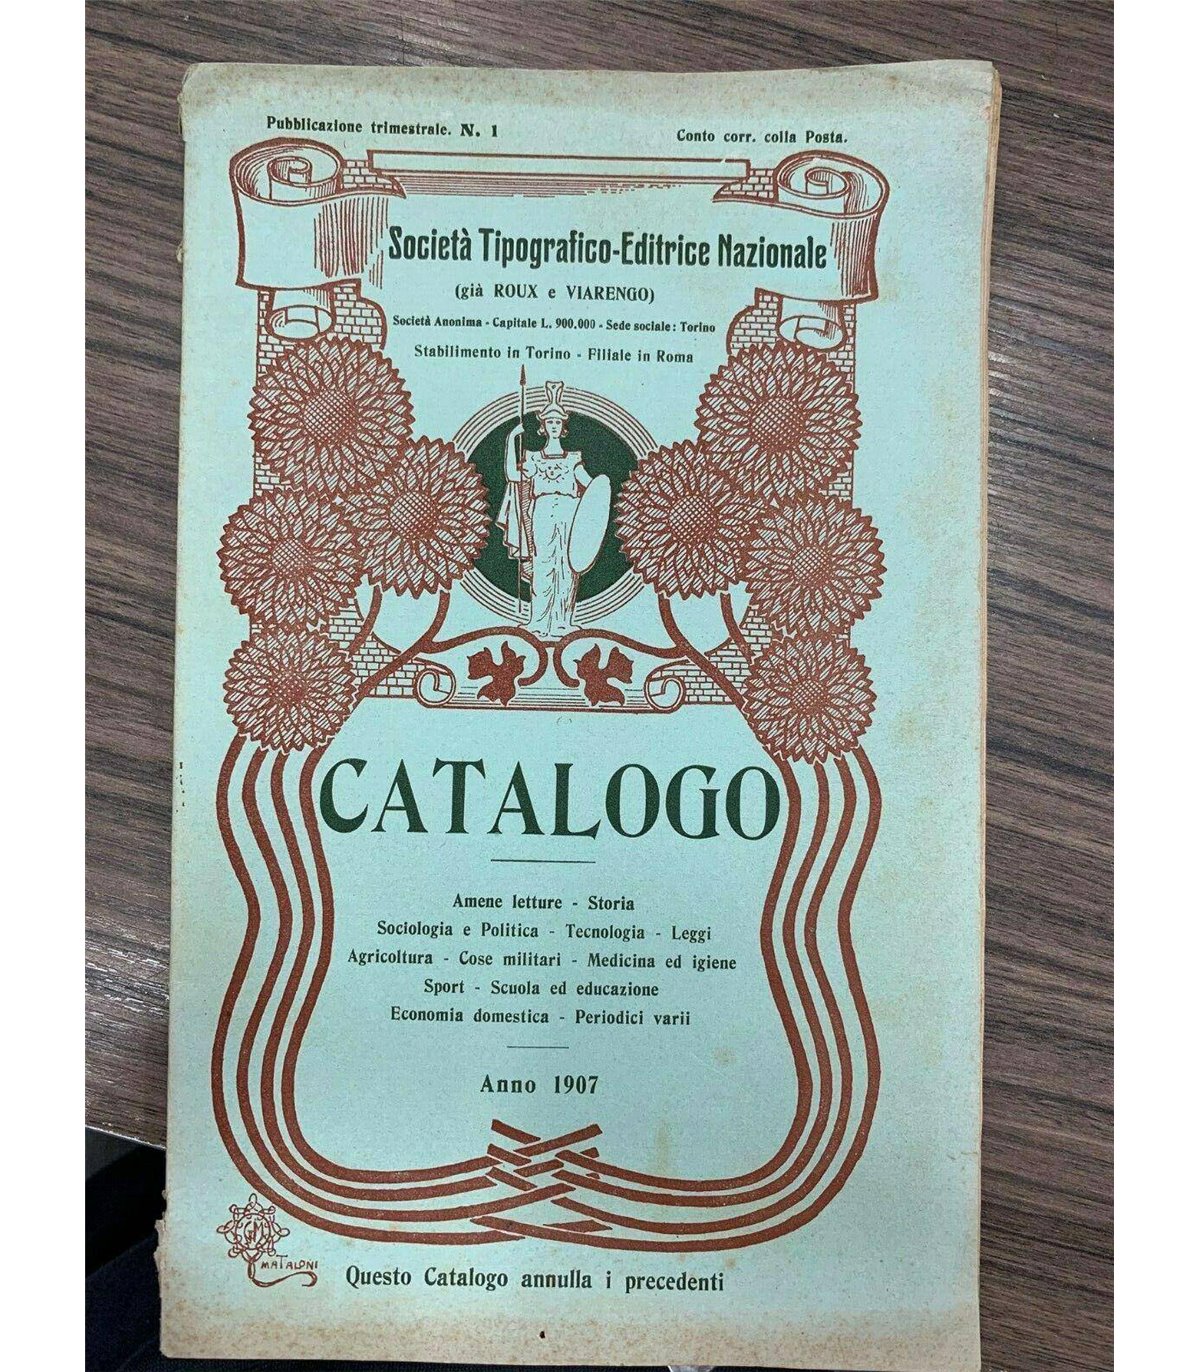 Pubblicazione trimestrale. N. 1
Conto corr. colla Posta.
Società Tipografico-Editrice Nazionale
(già ROUX e VIARENGO)
Società Anonima - Capitale L. 900.000 - Sede sociale: Torino
Stabilimento in Torino - Filiale in Roma
CATALOGO
Amene letture - Storia
Sociologia e Politica - Tecnologia - Leggi
Agricoltura - Cose militari - Medicina ed igiene
Sport - Scuola ed educazione
Economia domestica - Periodici varii
Anno 1907
GM
MATALONI
Questo Catalogo annulla i precedenti